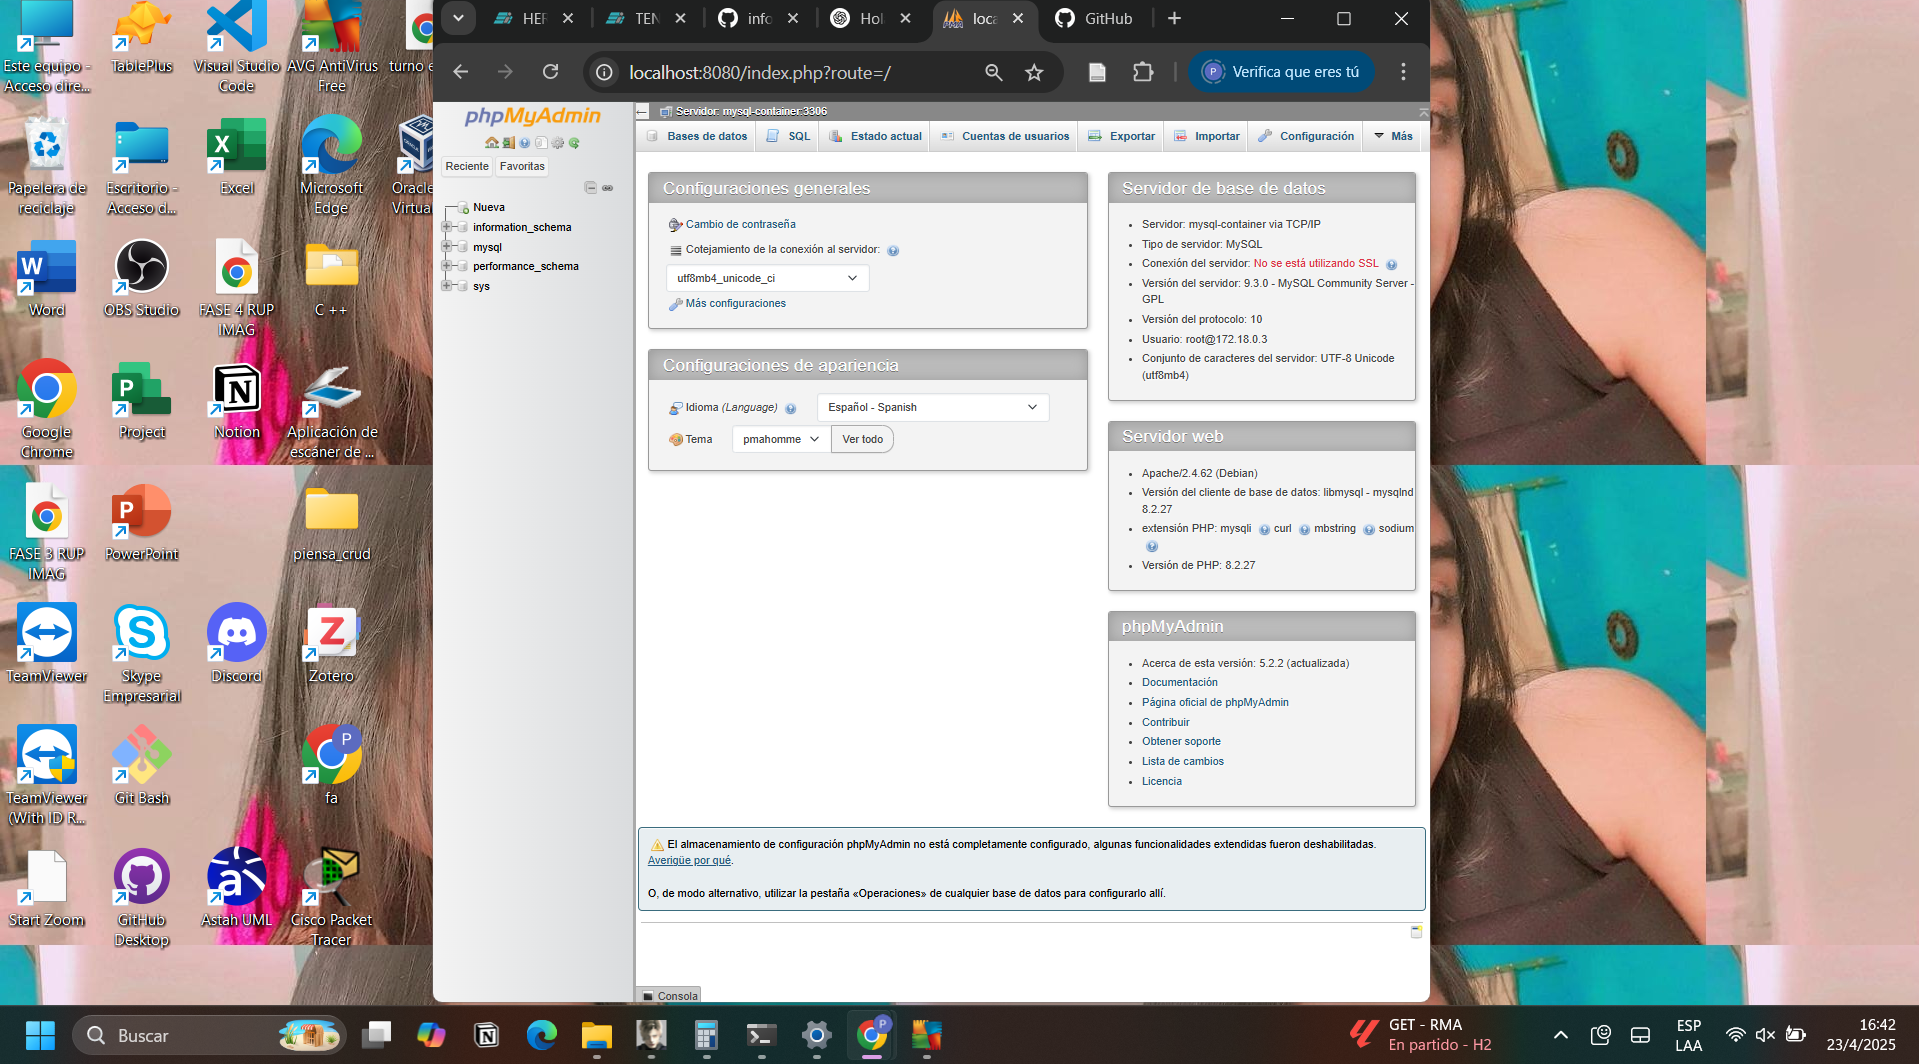 Este equipo -
Acceso dire...
TablePlus
Visual Studio
Code
AVG AntiVirus
Free
turno e
Papelera de
reciclaje
Escritorio -
Acceso d...
Excel
Microsoft
Edge
Oracle
Virtual
Word
OBS Studio
FASE 4 RUP
IMAG
C ++
Google
Chrome
Project
Notion
Aplicación de
escáner de ...
FASE 3 RUP
IMAG
PowerPoint
piensa_crud
TeamViewer
Skype
Empresarial
Discord
Zotero
TeamViewer
(With ID R...
Git Bash
fa
Start Zoom
GitHub
Desktop
Astah UML
Cisco Packet
Tracer
HER
TEN
info
Hol
loca
GitHub
localhost:8080/index.php?route=/
P
Verifica que eres tú
phpMyAdmin
Reciente
Favoritas
Nueva
information_schema
mysql
performance_schema
sys
Servidor: mysql-container:3306
Bases de datos
SQL
Estado actual
Cuentas de usuarios
Exportar
Importar
Configuración
Más
Configuraciones generales
Cambio de contraseña
Cotejamiento de la conexión al servidor:
utf8mb4_unicode_ci
Más configuraciones
Configuraciones de apariencia
Idioma (Language)
Español - Spanish
Tema
pmahomme
Ver todo
Servidor de base de datos
Servidor: mysql-container via TCP/IP
Tipo de servidor: MySQL
Conexión del servidor: No se está utilizando SSL
Versión del servidor: 9.3.0 - MySQL Community Server -
GPL
Versión del protocolo: 10
Usuario: root@172.18.0.3
Conjunto de caracteres del servidor: UTF-8 Unicode
(utf8mb4)
Servidor web
Apache/2.4.62 (Debian)
Versión del cliente de base de datos: libmysql - mysqlnd
8.2.27
extensión PHP: mysqli curl mbstring sodium
Versión de PHP: 8.2.27
phpMyAdmin
Acerca de esta versión: 5.2.2 (actualizada)
Documentación
Página oficial de phpMyAdmin
Contribuir
Obtener soporte
Lista de cambios
Licencia
El almacenamiento de configuración phpMyAdmin no está completamente configurado, algunas funcionalidades extendidas fueron deshabilitadas.
Averigüe por qué.
O, de modo alternativo, utilizar la pestaña «Operaciones» de cualquier base de datos para configurarlo allí.
Consola
Buscar
GET - RMA
En partido - H2
ESP
LAA
16:42
23/4/2025